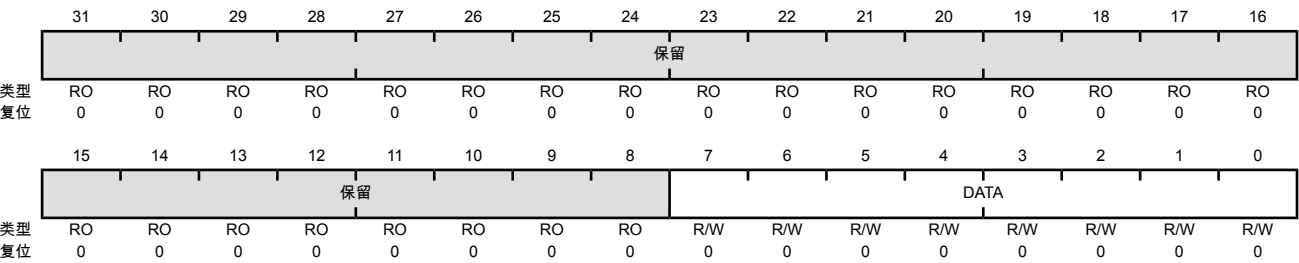 31 30 29 28 27 26 25 24 23 22 21 20 19 18 17 16
保留
类型 RO RO RO RO RO RO RO RO RO RO RO RO RO RO RO RO
复位 0 0 0 0 0 0 0 0 0 0 0 0 0 0 0 0
15 14 13 12 11 10 9 8 7 6 5 4 3 2 1 0
保留 DATA
类型 RO RO RO RO RO RO RO RO R/W R/W R/W R/W R/W R/W R/W R/W
复位 0 0 0 0 0 0 0 0 0 0 0 0 0 0 0 0